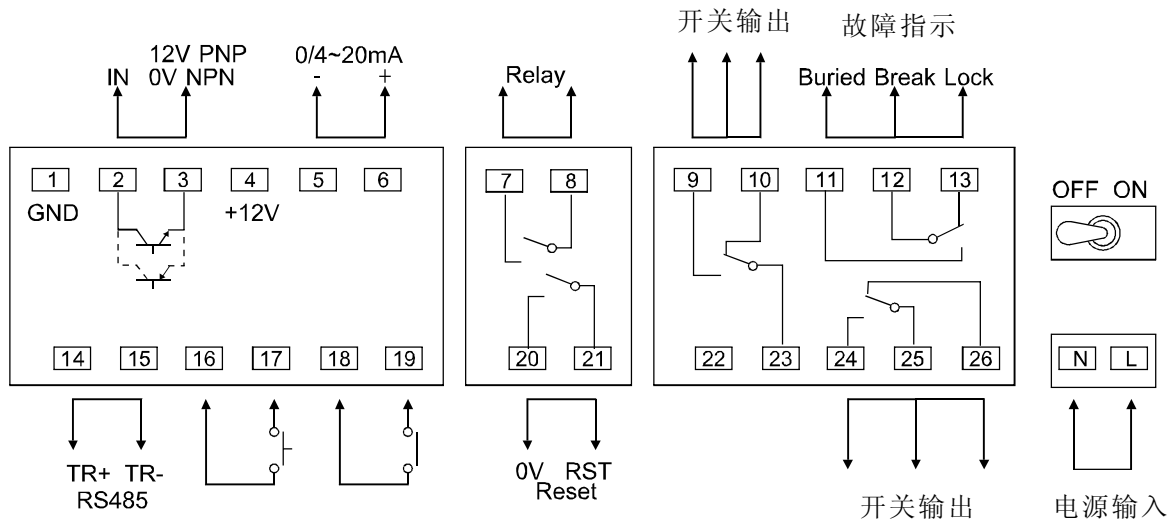 开关输出 故障指示
12V PNP 0/4~20mA
IN 0V NPN - + Relay Buried Break Lock
1 2 3 4 5 6 7 8 9 10 11 12 13
GND +12V OFF ON
14 15 16 17 18 19 20 21 22 23 24 25 26 N L
TR+ TR- 0V RST
RS485 Reset
开关输出 电源输入